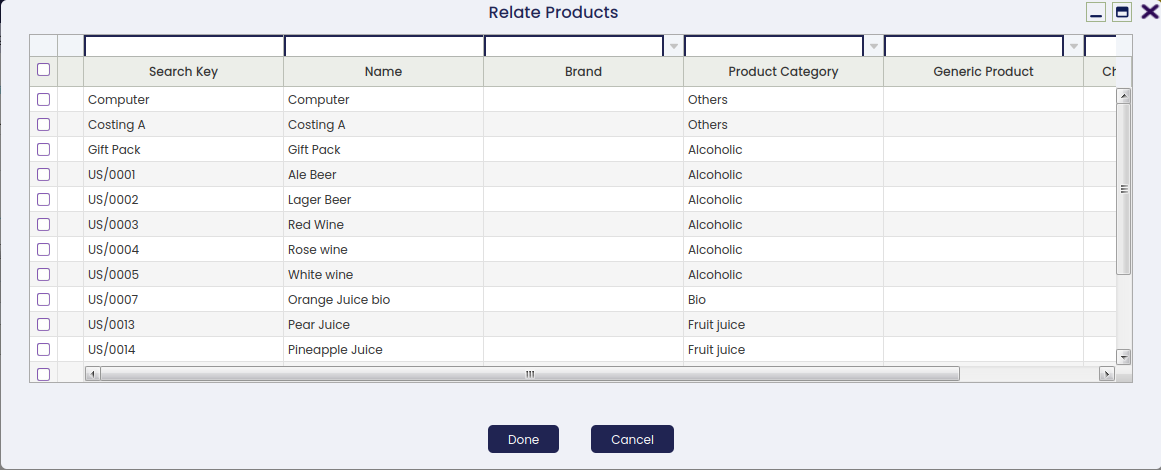 Relate Products
Search Key Name Brand Product Category Generic Product Ch
Computer Computer Others
Costing A Costing A Others
Gift Pack Gift Pack Alcoholic
US/0001 Ale Beer Alcoholic
US/0002 Lager Beer Alcoholic
US/0003 Red Wine Alcoholic
US/0004 Rose wine Alcoholic
US/0005 White wine Alcoholic
US/0007 Orange Juice bio Bio
US/0013 Pear Juice Fruit juice
US/0014 Pineapple Juice Fruit juice
Done Cancel